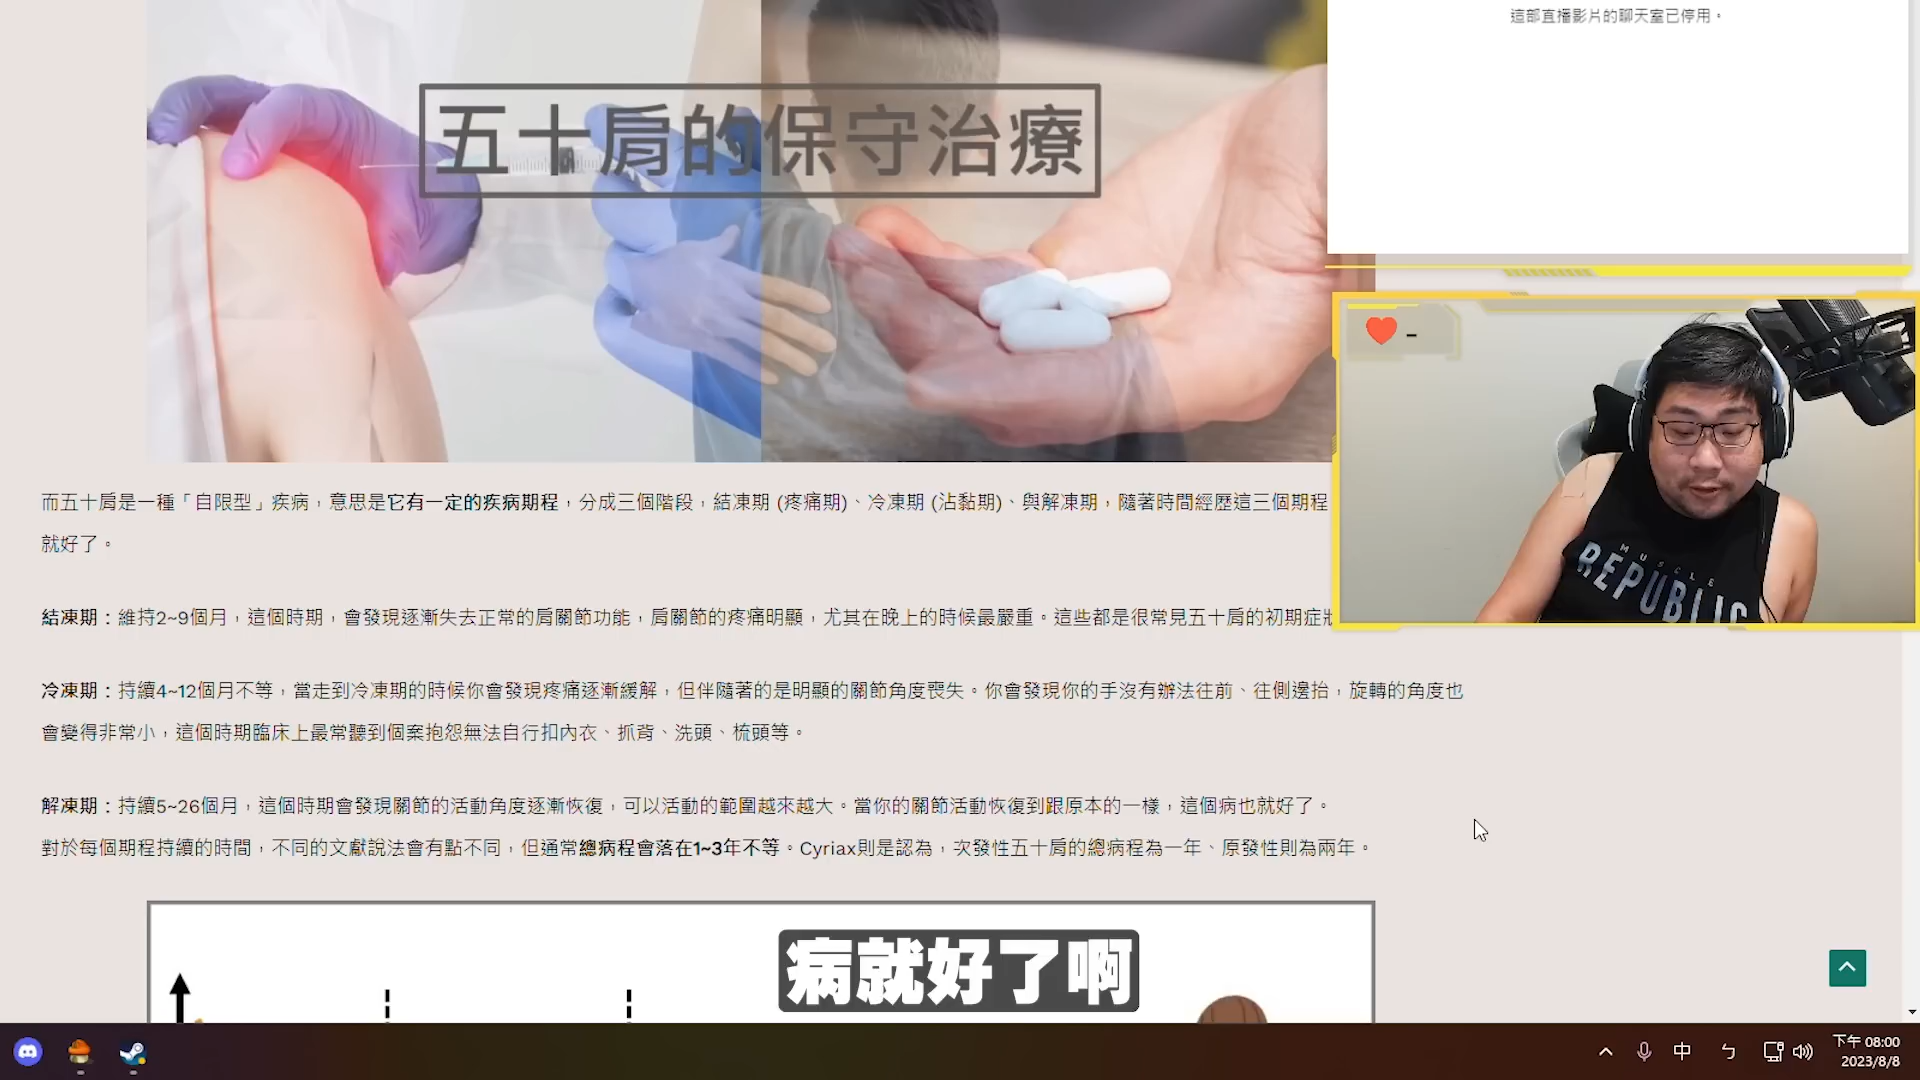 這部直播影片的聊天室已停用。
五十肩的保守治療
MUSCLE
REPUBLIC
而五十肩是一種「自限型」疾病，意思是它有一定的疾病期程，分成三個階段，結凍期 (疼痛期)、冷凍期 (沾黏期)、與解凍期，隨著時間經歷這三個期程
就好了。
結凍期：維持2~9個月，這個時期，會發現逐漸失去正常的肩關節功能，肩關節的疼痛明顯，尤其在晚上的時候最嚴重。這些都是很常見五十肩的初期症狀
冷凍期：持續4~12個月不等，當走到冷凍期的時候你會發現疼痛逐漸緩解，但伴隨著的是明顯的關節角度喪失。你會發現你的手沒有辦法往前、往側邊抬，旋轉的角度也
會變得非常小，這個時期臨床上最常聽到個案抱怨無法自行扣內衣、抓背、洗頭、梳頭等。
解凍期：持續5~26個月，這個時期會發現關節的活動角度逐漸恢復，可以活動的範圍越來越大。當你的關節活動恢復到跟原本的一樣，這個病也就好了。
對於每個期程持續的時間，不同的文獻說法會有點不同，但通常總病程會落在1~3年不等。Cyriax則是認為，次發性五十肩的總病程為一年、原發性則為兩年。
病就好了啊
中
ㄅ
下午 08:00
2023/8/8